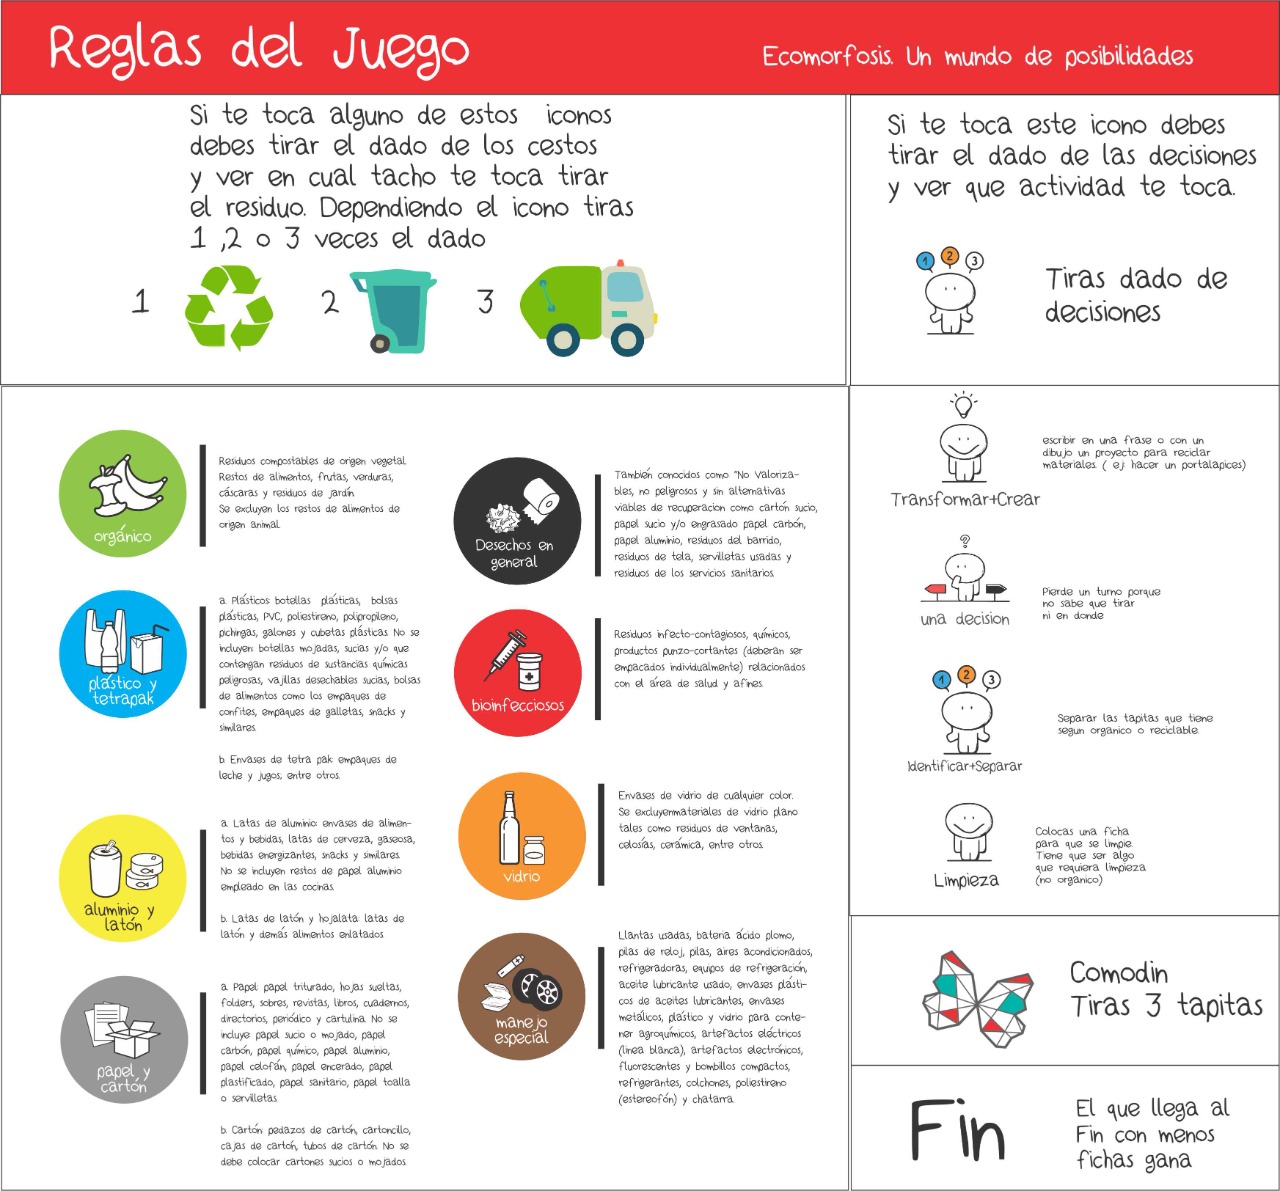 Reglas del Juego
Ecomorfosis. Un mundo de posibilidades
Si te toca alguno de estos iconos
debes tirar el dado de los cestos
y ver en cual tacho te toca tirar
el residuo. Dependiendo el icono tiras
1 ,2 o 3 veces el dado
1
2
3
Si te toca este icono debes
tirar el dado de las decisiones
y ver que actividad te toca.
1 2 3
Tiras dado de
decisiones
orgánico
Residuos compostables de origen vegetal.
Restos de alimentos, frutas, verduras,
cáscaras y residuos de jardín
Se excluyen los restos de alimentos de
origen animal.
plástico y
tetrapak
a. Plásticos: botellas plásticas, bolsas
plásticas, PVC, poliestireno, polipropileno,
pichingas, galones y cubetas plásticas. No se
incluyen botellas mojadas, sucias y/o que
contengan residuos de sustancias químicas
peligrosas, vajillas desechables sucias, bolsas
de alimentos como los empaques de
confites, empaques de galletas, snacks y
similares.
b. Envases de tetra pak: empaques de
leche y jugos, entre otros.
aluminio y
latón
a. Latas de aluminio: envases de alimen-
tos y bebidas, latas de cerveza, gaseosa,
bebidas energizantes, snacks y similares.
No se incluyen restos de papel aluminio
empleado en las cocinas.
b. Latas de latón y hojalata: latas de
latón y demás alimentos enlatados.
papel y
cartón
a. Papel: papel triturado, hojas sueltas,
folders, sobres, revistas, libros, cuadernos,
directorios, periódico y cartulina. No se
incluye papel sucio o mojado, papel
carbón, papel químico, papel aluminio,
papel celofán, papel encerado, papel
plastificado, papel sanitario, papel toalla
o servilletas.
b. Cartón: pedazos de cartón, cartoncillo,
cajas de cartón, tubos de cartón. No se
debe colocar cartones sucios o mojados.
Desechos en
general
También conocidos como "No Valoriza-
bles, no peligrosos y sin alternativas
viables de recuperacion como cartón sucio,
papel sucio y/o engrasado papel carbón,
papel aluminio, residuos del barrido,
residuos de tela, servilletas usadas y
residuos de los servicios sanitarios.
bioinfecciosos
Residuos infecto-contagiosos, químicos,
productos punzo-cortantes (deberan ser
empacados individualmente) relacionados
con el área de salud y afines.
vidrio
Envases de vidrio de cualquier color.
Se excluyenmateriales de vidrio plano
tales como residuos de ventanas,
celosías, cerámica, entre otros.
manejo
especial
Llantas usadas, bateria ácido plomo,
pilas de reloj, pilas, aires acondicionados,
refrigeradoras, equipos de refrigeración,
aceite lubricante usado, envases plásti-
cos de aceites lubricantes, envases
metálicos, plástico y vidrio para conte-
ner agroquímicos, artefactos eléctricos
(línea blanca), artefactos electrónicos,
fluorescentes y bombillos compactos,
refrigerantes, colchones, poliestireno
(estereofón) y chatarra.
Transformar+Crear
escribir en una frase o con un
dibujo un proyecto para reciclar
materiales. ( ej: hacer un portalapices)
?
una decision
Pierde un turno porque
no sabe que tirar
ni en donde
1 2 3
Identificar+Separar
Separar las tapitas que tiene
segun organico o reciclable.
Limpieza
Colocas una ficha
para que se limpie.
Tiene que ser algo
que requiera limpieza
(no orgánico)
Comodin
Tiras 3 tapitas
Fin
El que llega al
Fin con menos
fichas gana